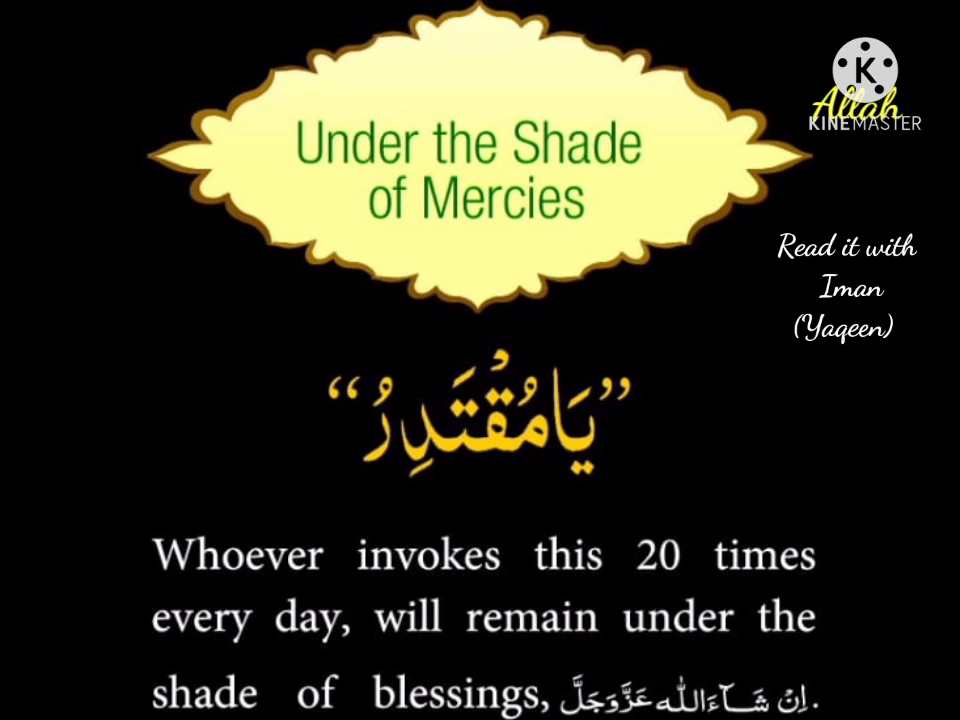 Under the Shade
of Mercies
Allah
KINEMASTER
Read it with
Iman
(Yaqeen)
”يَامُقْتَدِرُ“
Whoever invokes this 20 times
every day, will remain under the
shade of blessings, اِنْ شَآءَاللّٰه عَزَّوَجَلَّ.